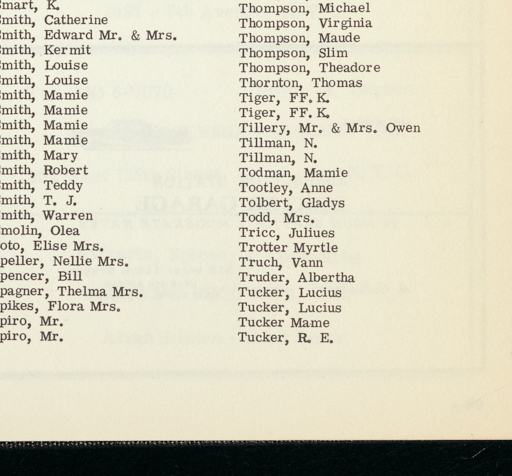 mart, K.
mith, Catherine
mith, Edward Mr. & Mrs.
mith, Kermit
mith, Louise
mith, Louise
mith, Mamie
mith, Mamie
mith, Mamie
mith, Mamie
mith, Mary
mith, Robert
mith, Teddy
mith, T. J.
mith, Warren
molin, Olea
oto, Elise Mrs.
peller, Nellie Mrs.
pencer, Bill
pagner, Thelma Mrs.
pikes, Flora Mrs.
piro, Mr.
piro, Mr.
Thompson, Michael
Thompson, Virginia
Thompson, Maude
Thompson, Slim
Thompson, Theadore
Thornton, Thomas
Tiger, FF. K.
Tiger, FF. K.
Tillery, Mr. & Mrs. Owen
Tillman, N.
Tillman, N.
Todman, Mamie
Tootley, Anne
Tolbert, Gladys
Todd, Mrs.
Tricc, Juliues
Trotter Myrtle
Truch, Vann
Truder, Albertha
Tucker, Lucius
Tucker, Lucius
Tucker Mame
Tucker, R. E.